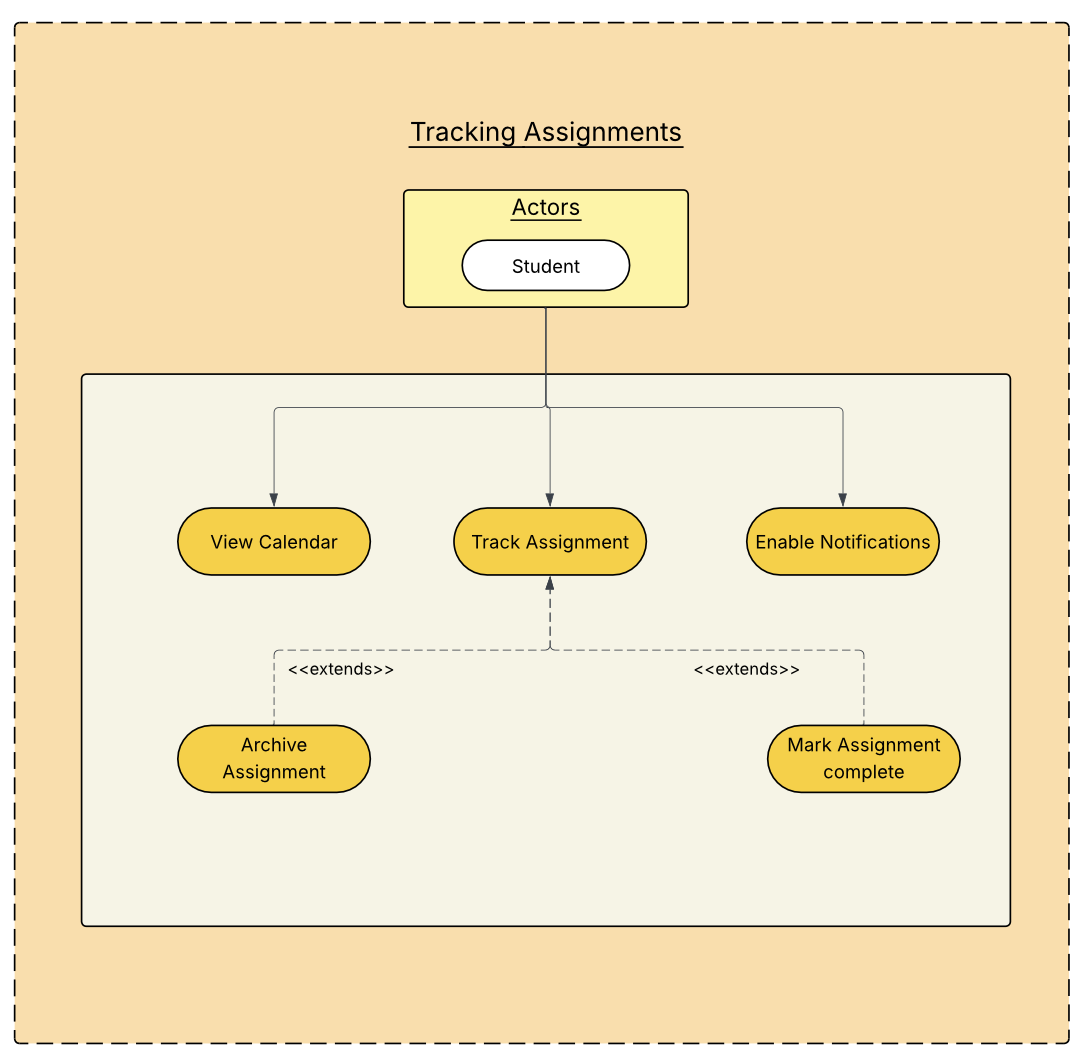 Tracking Assignments
Actors
Student
View Calendar
Track Assignment
Enable Notifications
<<extends>>
<<extends>>
Archive
Assignment
Mark Assignment
complete